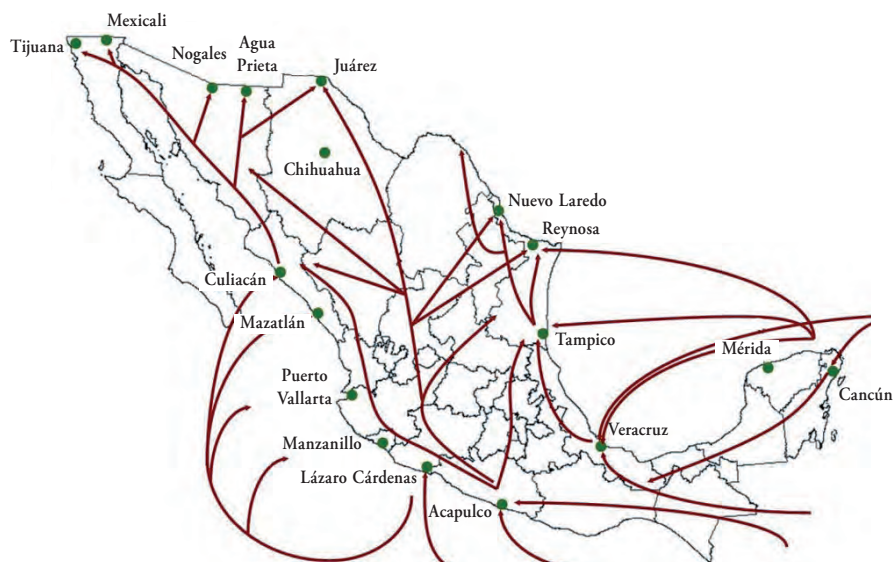 Mexicali
Tijuana
Nogales
Agua
Prieta
Juárez
Chihuahua
Nuevo Laredo
Reynosa
Culiacán
Mazatlán
Tampico
Mérida
Puerto
Vallarta
Cancún
Veracruz
Manzanillo
Lázaro Cárdenas
Acapulco